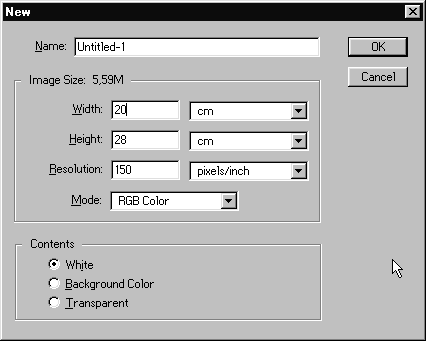 New
Name: Untitled-1
OK
Cancel
Image Size: 5,59M
Width: 20 cm
Height: 28 cm
Resolution: 150 pixels/inch
Mode: RGB Color
Contents
White
Background Color
Transparent